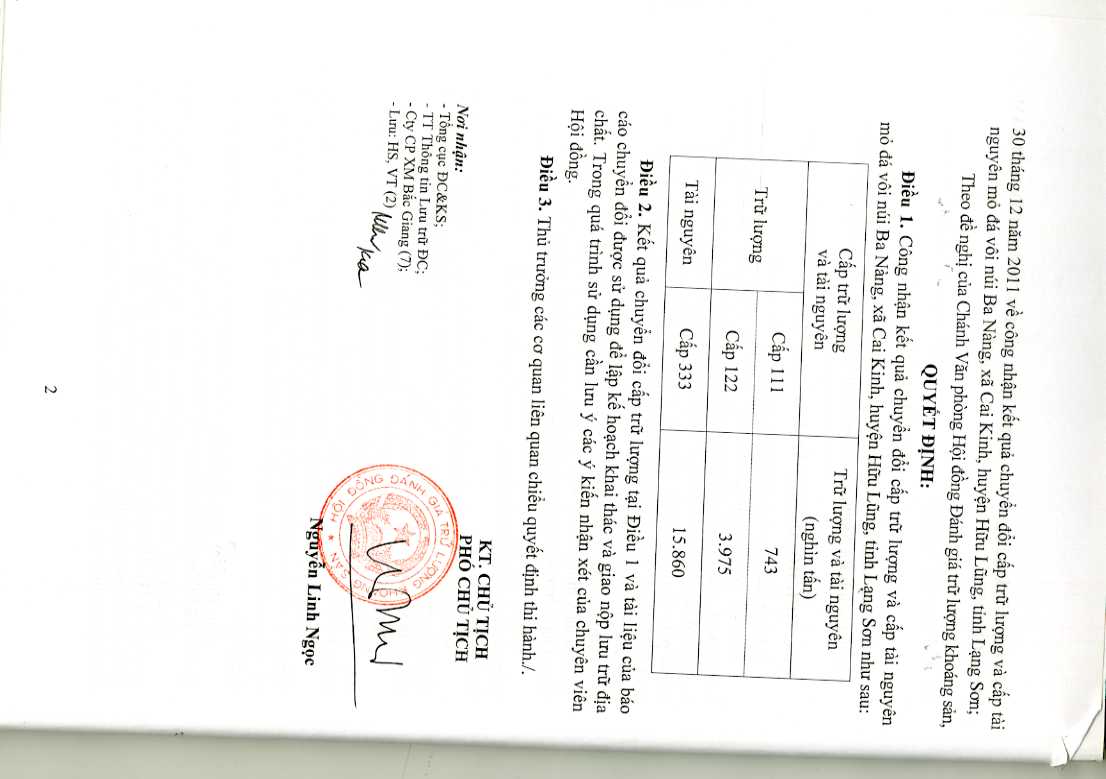 30 tháng 12 năm 2011 về công nhận kết quả chuyển đổi cấp trữ lượng và cấp tài
nguyên mỏ đá vôi núi Ba Nàng, xã Cai Kinh, huyện Hữu Lũng, tỉnh Lạng Sơn;
Theo đề nghị của Chánh Văn phòng Hội đồng Đánh giá trữ lượng khoáng sản,
QUYẾT ĐỊNH:
Điều 1. Công nhận kết quả chuyển đổi cấp trữ lượng và cấp tài nguyên
mỏ đá vôi núi Ba Nàng, xã Cai Kinh, huyện Hữu Lũng, tỉnh Lạng Sơn như sau:
Cấp trữ lượng
và tài nguyên
Trữ lượng và tài nguyên
(nghìn tấn)
Trữ lượng
Cấp 111
743
Cấp 122
3.975
Tài nguyên
Cấp 333
15.860
Điều 2. Kết quả chuyển đổi cấp trữ lượng tại Điều 1 và tài liệu của báo
cáo chuyển đổi được sử dụng để lập kế hoạch khai thác và giao nộp lưu trữ địa
chất. Trong quá trình sử dụng cần lưu ý các ý kiến nhận xét của chuyên viên
Hội đồng.
Điều 3. Thủ trưởng các cơ quan liên quan chiếu quyết định thi hành./.
Nơi nhận:
- Tổng cục ĐC&KS;
- TT Thông tin Lưu trữ ĐC;
- Cty CP XM Bắc Giang (7);
- Lưu: HS, VT (2)
KT. CHỦ TỊCH
PHÓ CHỦ TỊCH
HỘI ĐỒNG ĐÁNH GIÁ TRỮ LƯỢNG KHOÁNG SẢN
Nguyễn Linh Ngọc
2